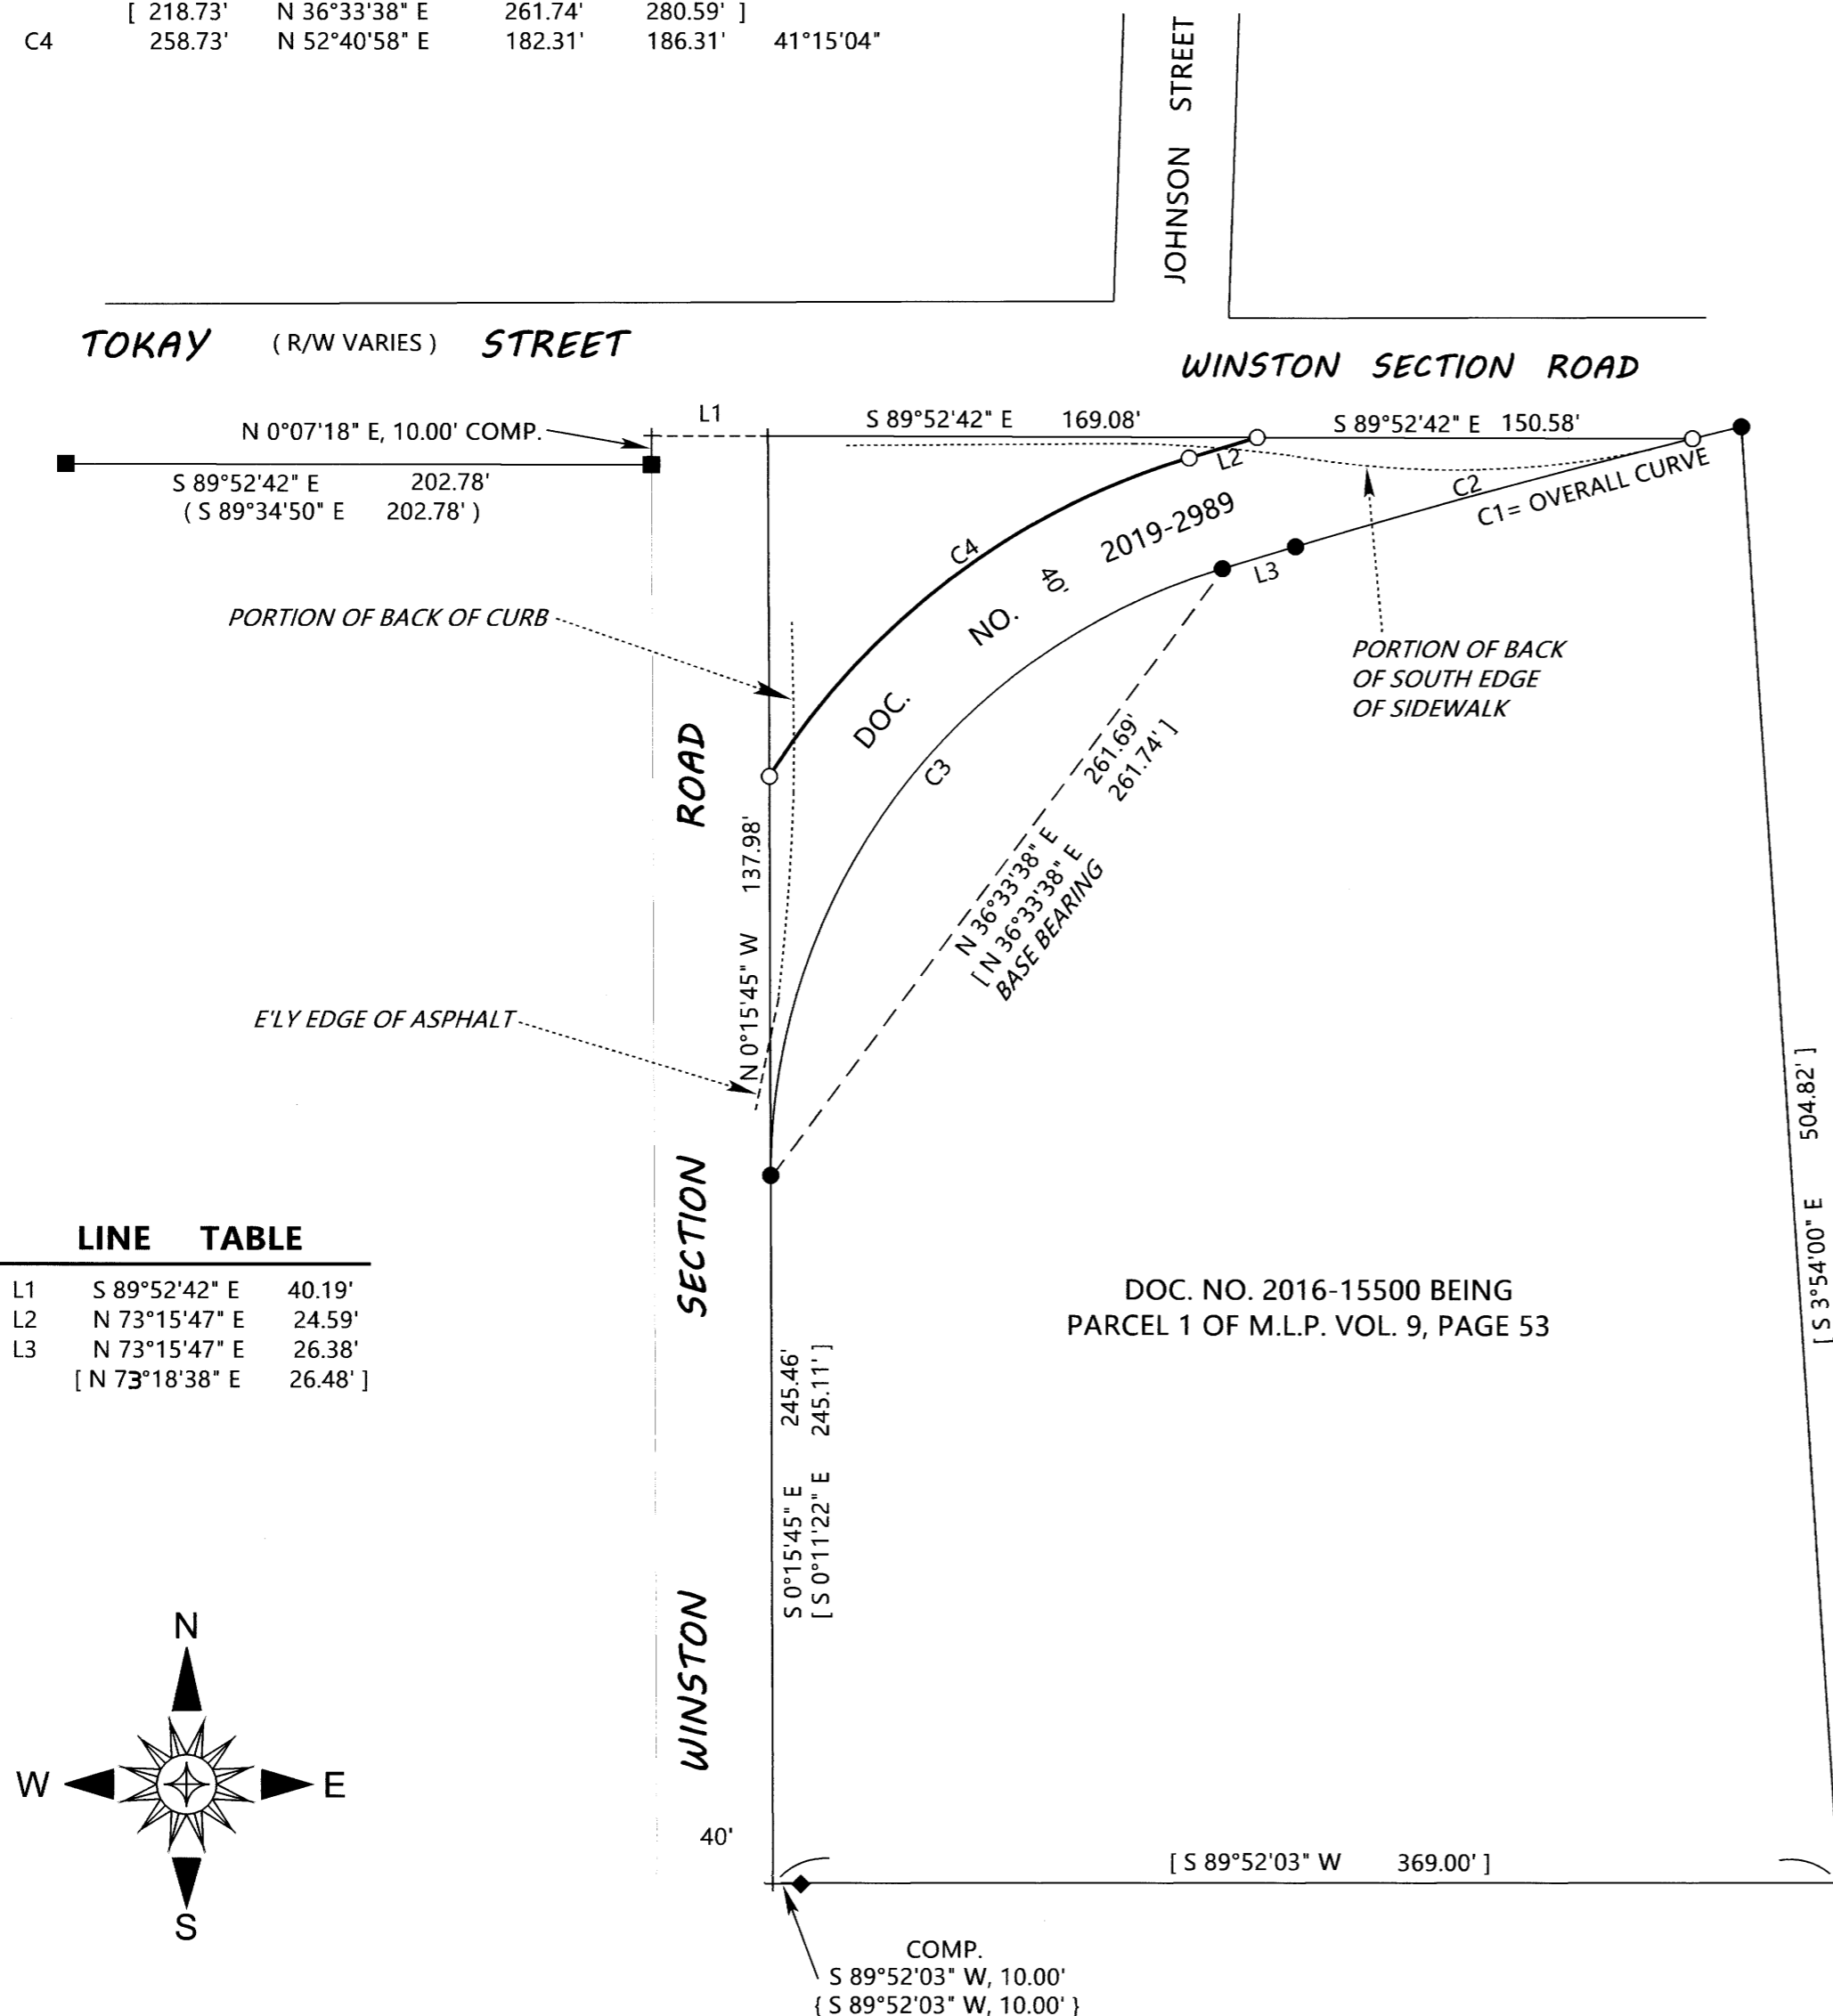 [ 218.73' N 36°33'38" E 261.74' 280.59' ]
C4 258.73' N 52°40'58" E 182.31' 186.31' 41°15'04"
JOHNSON STREET
TOKAY ( R/W VARIES ) STREET
WINSTON SECTION ROAD
L1
S 89°52'42" E 169.08'
S 89°52'42" E 150.58'
N 0°07'18" E, 10.00' COMP.
S 89°52'42" E 202.78'
( S 89°34'50" E 202.78' )
L2
C2
C1= OVERALL CURVE
C4
DOC. NO. 2019-2989
40'
L3
PORTION OF BACK OF CURB
PORTION OF BACK
OF SOUTH EDGE
OF SIDEWALK
C3
N 36°33'38" E 261.69'
[ N 36°33'38" E 261.74' ]
BASE BEARING
N 0°15'45" W 137.98'
E'LY EDGE OF ASPHALT
WINSTON SECTION ROAD
[ S 3°54'00" E 504.82' ]
LINE TABLE
L1 S 89°52'42" E 40.19'
L2 N 73°15'47" E 24.59'
L3 N 73°15'47" E 26.38'
[ N 73°18'38" E 26.48' ]
DOC. NO. 2016-15500 BEING
PARCEL 1 OF M.L.P. VOL. 9, PAGE 53
S 0°15'45" E 245.46'
[ S 0°11'22" E 245.11' ]
N
W E
S
40'
[ S 89°52'03" W 369.00' ]
COMP.
S 89°52'03" W, 10.00'
{ S 89°52'03" W, 10.00' }